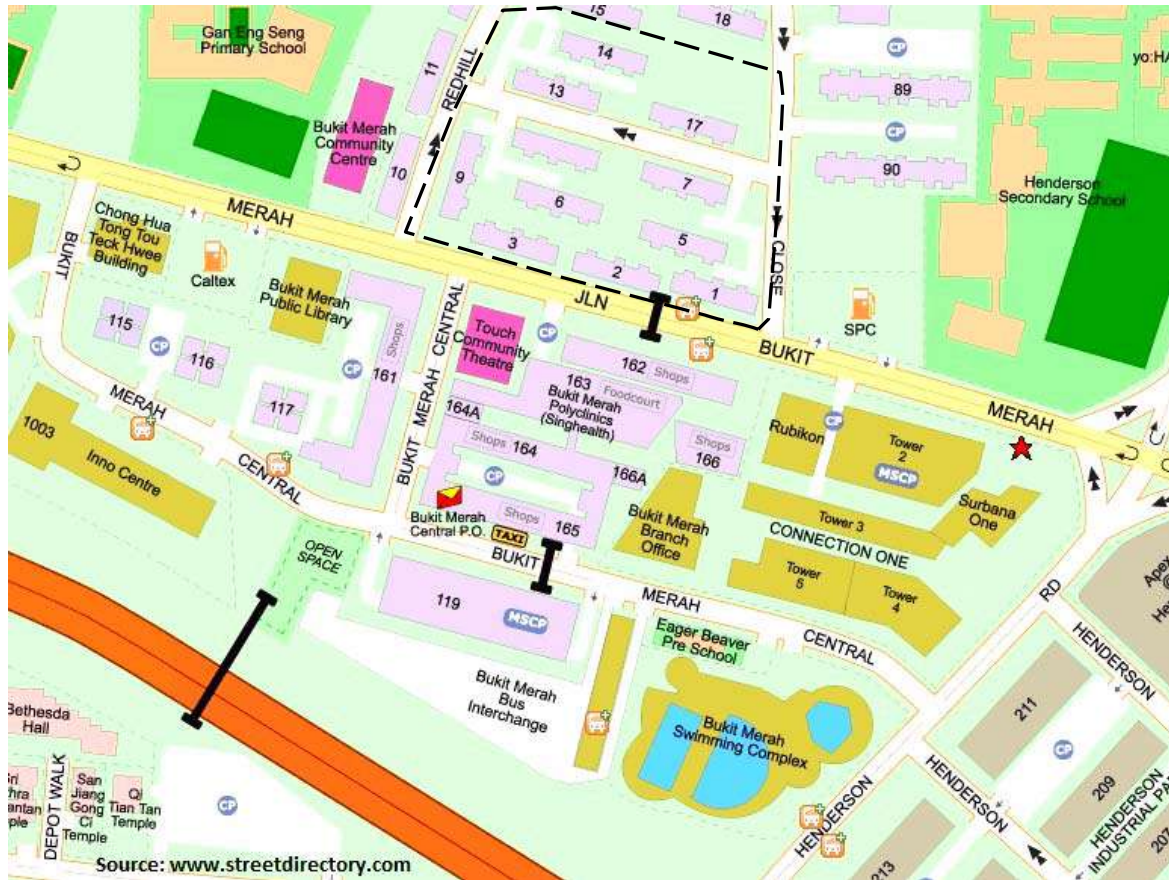 15
18
Gan Eng Seng
Primary School
14
CP
11
REDHILL
yo:HA
13
89
17
CP
Bukit Merah
Community
Centre
10
9
90
7
Henderson
Secondary School
6
MERAH
Chong Hua
Tong Tou
Teck Hwee
Building
BUKIT
3
5
CLOSE
2
1
Caltex
JLN
Bukit Merah
Public Library
SPC
115
CP
116
Shops
CENTRAL
Touch
Community
Theatre
CP
BUKIT
CP
161
162 Shops
163 Foodcourt
Bukit Merah
Polyclinics
(Singhealth)
117
MERAH
MERAH
164A
MERAH
CP
Rubikon
Tower
2
MSCP
1003
Inno Centre
CENTRAL
BUKIT
Shops 164
Shops
166
166A
CP
Surbana
One
Bukit Merah
Central P.O.
Shops
165
TAXI
Bukit Merah
Branch
Office
Tower 3
CONNECTION ONE
OPEN
SPACE
BUKIT
Tower
5
Tower
4
Apex
He
119
MSCP
MERAH
RD
HENDERSON
CENTRAL
Eager Beaver
Pre School
Bukit Merah
Bus
Interchange
Bukit Merah
Swimming Complex
211
CP
Bethesda
Hall
HENDERSON
209
San
Jiang
Gong
Ci
Temple
Qi
Tian Tan
Temple
DEPOT WALK
CP
HENDERSON
HENDERSON
INDUSTRIAL PA
207
213
Source: www.streetdirectory.com